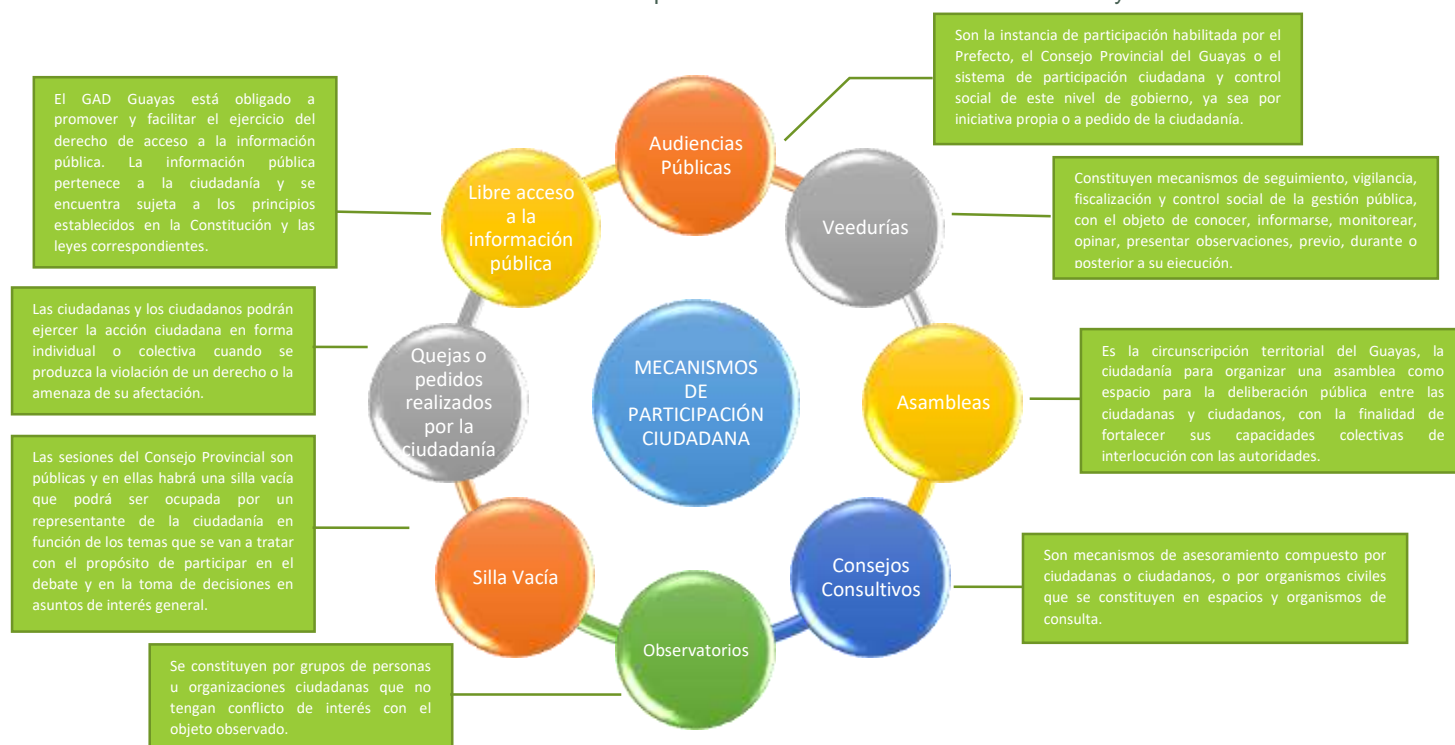 Son la instancia de participación habilitada por el
Prefecto, el Consejo Provincial del Guayas o el
sistema de participación ciudadana y control
social de este nivel de gobierno, ya sea por
iniciativa propia o a pedido de la ciudadanía.
El GAD Guayas está obligado a
promover y facilitar el ejercicio del
derecho de acceso a la información
pública. La información pública
pertenece a la ciudadanía y se
encuentra sujeta a los principios
establecidos en la Constitución y las
leyes correspondientes.
Audiencias
Públicas
Libre acceso
a la
información
pública
Veedurías
Constituyen mecanismos de seguimiento, vigilancia,
fiscalización y control social de la gestión pública,
con el objeto de conocer, informarse, monitorear,
opinar, presentar observaciones, previo, durante o
posterior a su ejecución.
Las ciudadanas y los ciudadanos podrán
ejercer la acción ciudadana en forma
individual o colectiva cuando se
produzca la violación de un derecho o la
amenaza de su afectación.
Quejas o
pedidos
realizados
por la
ciudadanía
MECANISMOS
DE
PARTICIPACIÓN
CIUDADANA
Asambleas
Es la circunscripción territorial del Guayas, la
ciudadanía para organizar una asamblea como
espacio para la deliberación pública entre las
ciudadanas y ciudadanos, con la finalidad de
fortalecer sus capacidades colectivas de
interlocución con las autoridades.
Las sesiones del Consejo Provincial son
públicas y en ellas habrá una silla vacía
que podrá ser ocupada por un
representante de la ciudadanía en
función de los temas que se van a tratar
con el propósito de participar en el
debate y en la toma de decisiones en
asuntos de interés general.
Silla Vacía
Consejos
Consultivos
Son mecanismos de asesoramiento compuesto por
ciudadanas o ciudadanos, o por organismos civiles
que se constituyen en espacios y organismos de
consulta.
Observatorios
Se constituyen por grupos de personas
u organizaciones ciudadanas que no
tengan conflicto de interés con el
objeto observado.